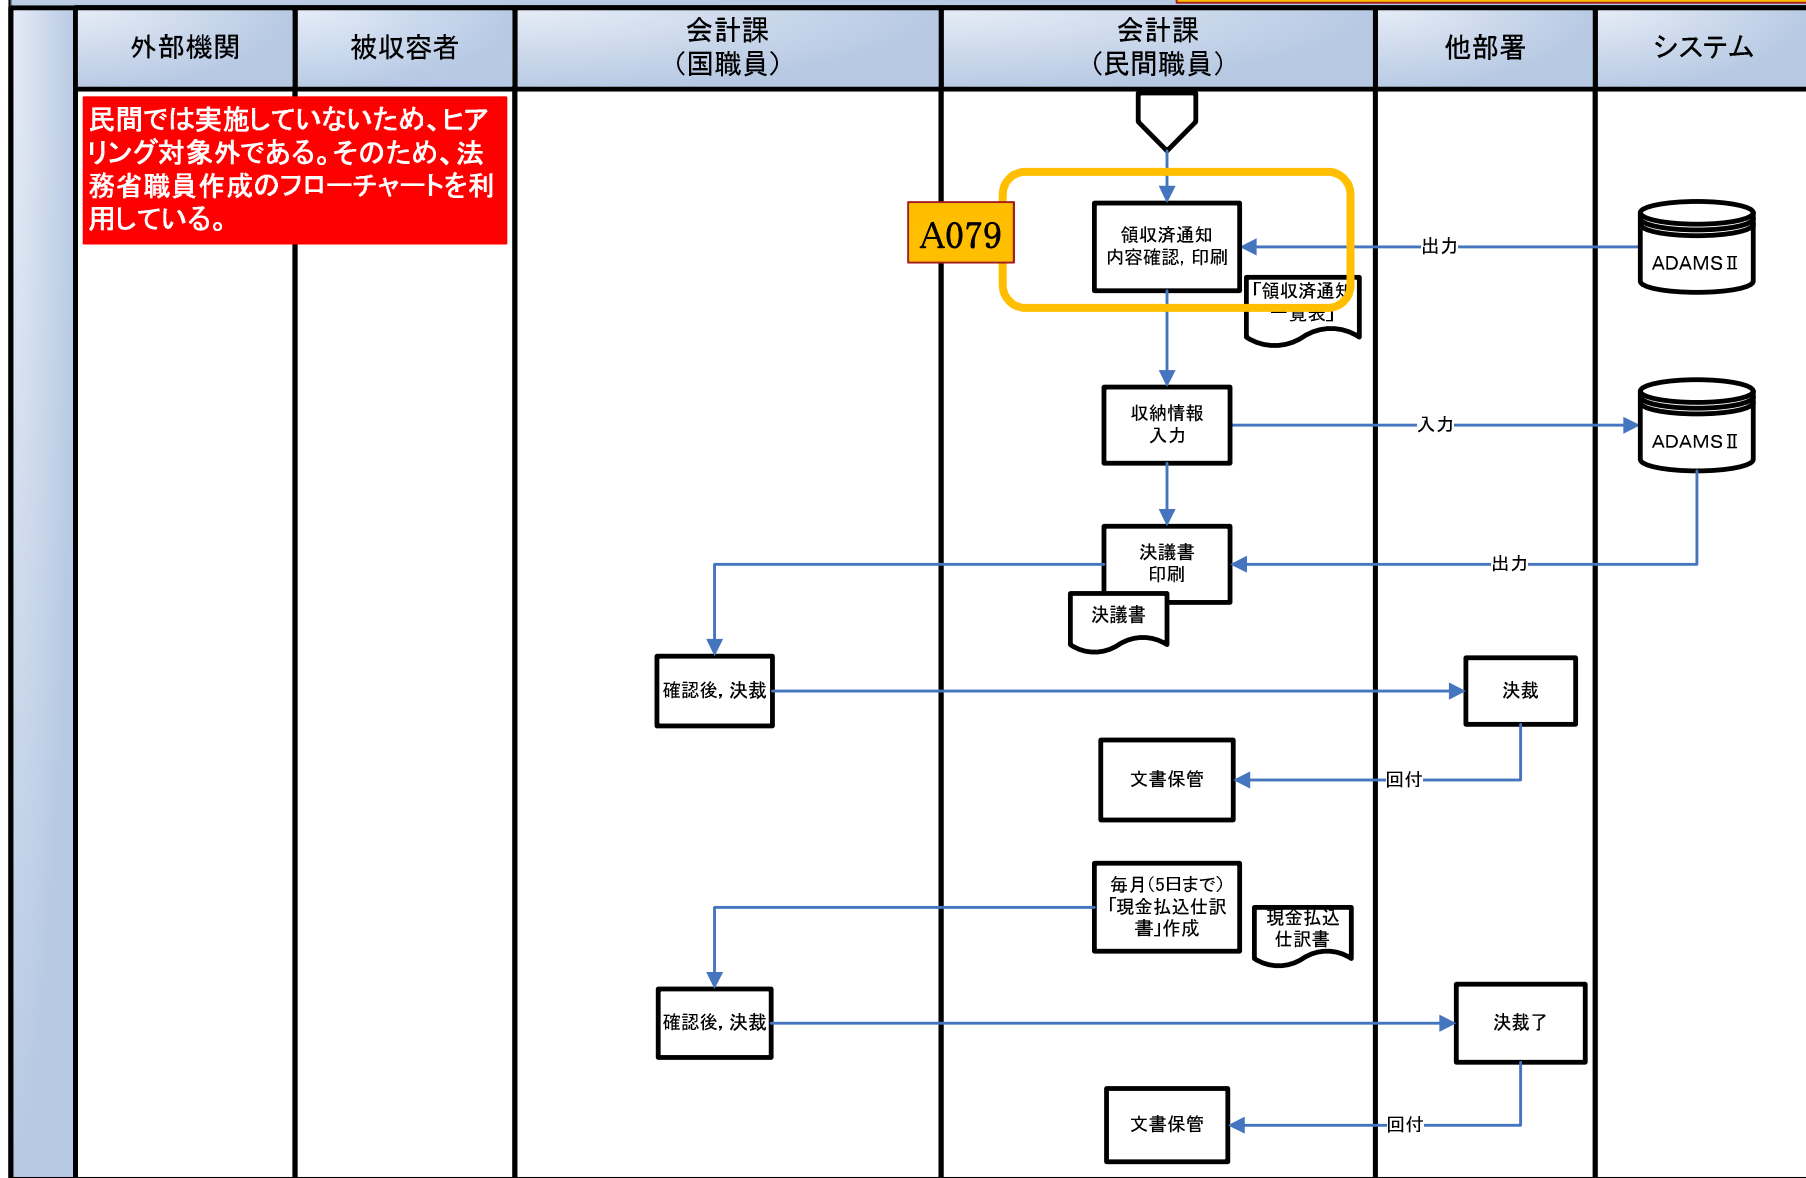 外部機関
被収容者
会計課
（国職員）
会計課
（民間職員）
他部署
システム
民間では実施していないため、ヒア
リング対象外である。そのため、法
務省職員作成のフローチャートを利
用している。
A079
領収済通知
内容確認，印刷
出力
ADAMSⅡ
「領収済通知
一覧表」
収納情報
入力
入力
ADAMSⅡ
決議書
印刷
出力
決議書
確認後，決裁
決裁
文書保管
回付
毎月（5日まで）
「現金払込仕訳
書」作成
現金払込
仕訳書
確認後，決裁
決裁了
文書保管
回付